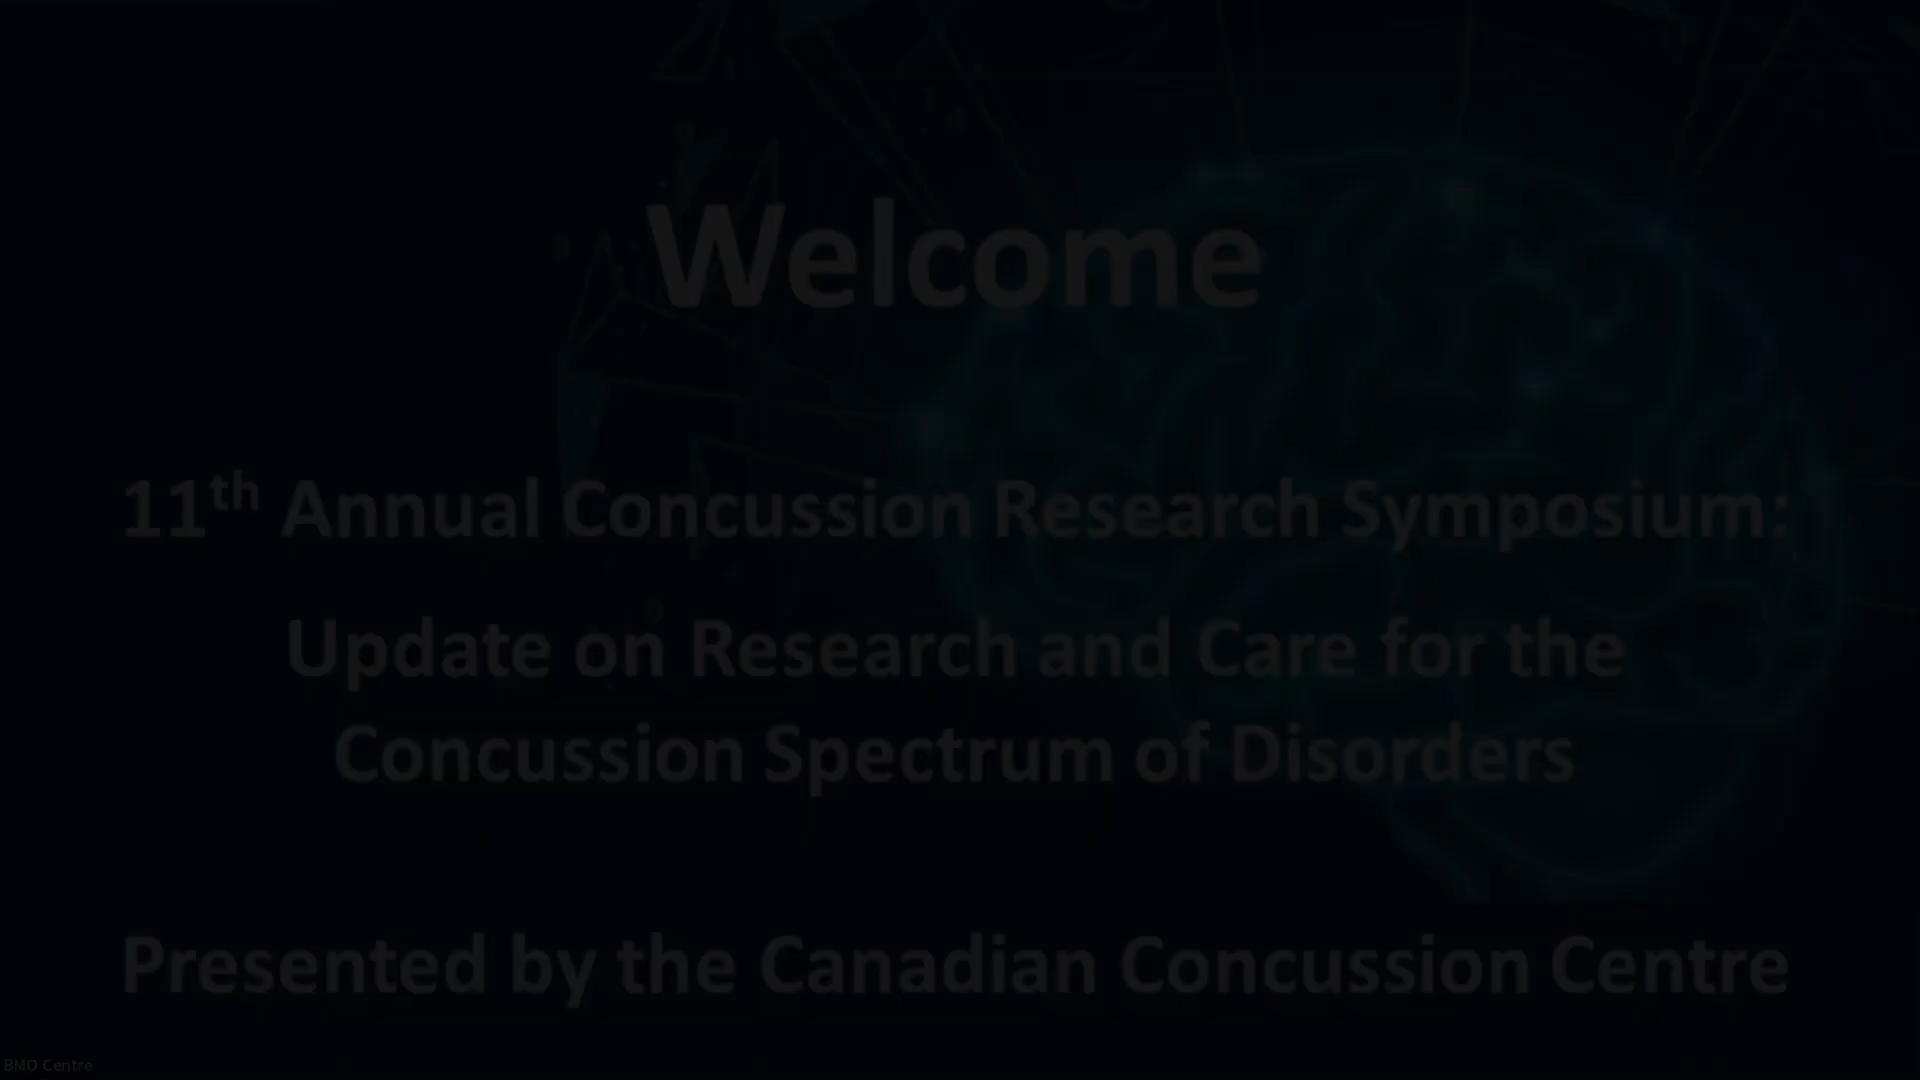 Welcome
11th Annual Concussion Research Symposium:
Update on Research and Care for the
Concussion Spectrum of Disorders
Presented by the Canadian Concussion Centre
BMO Centre